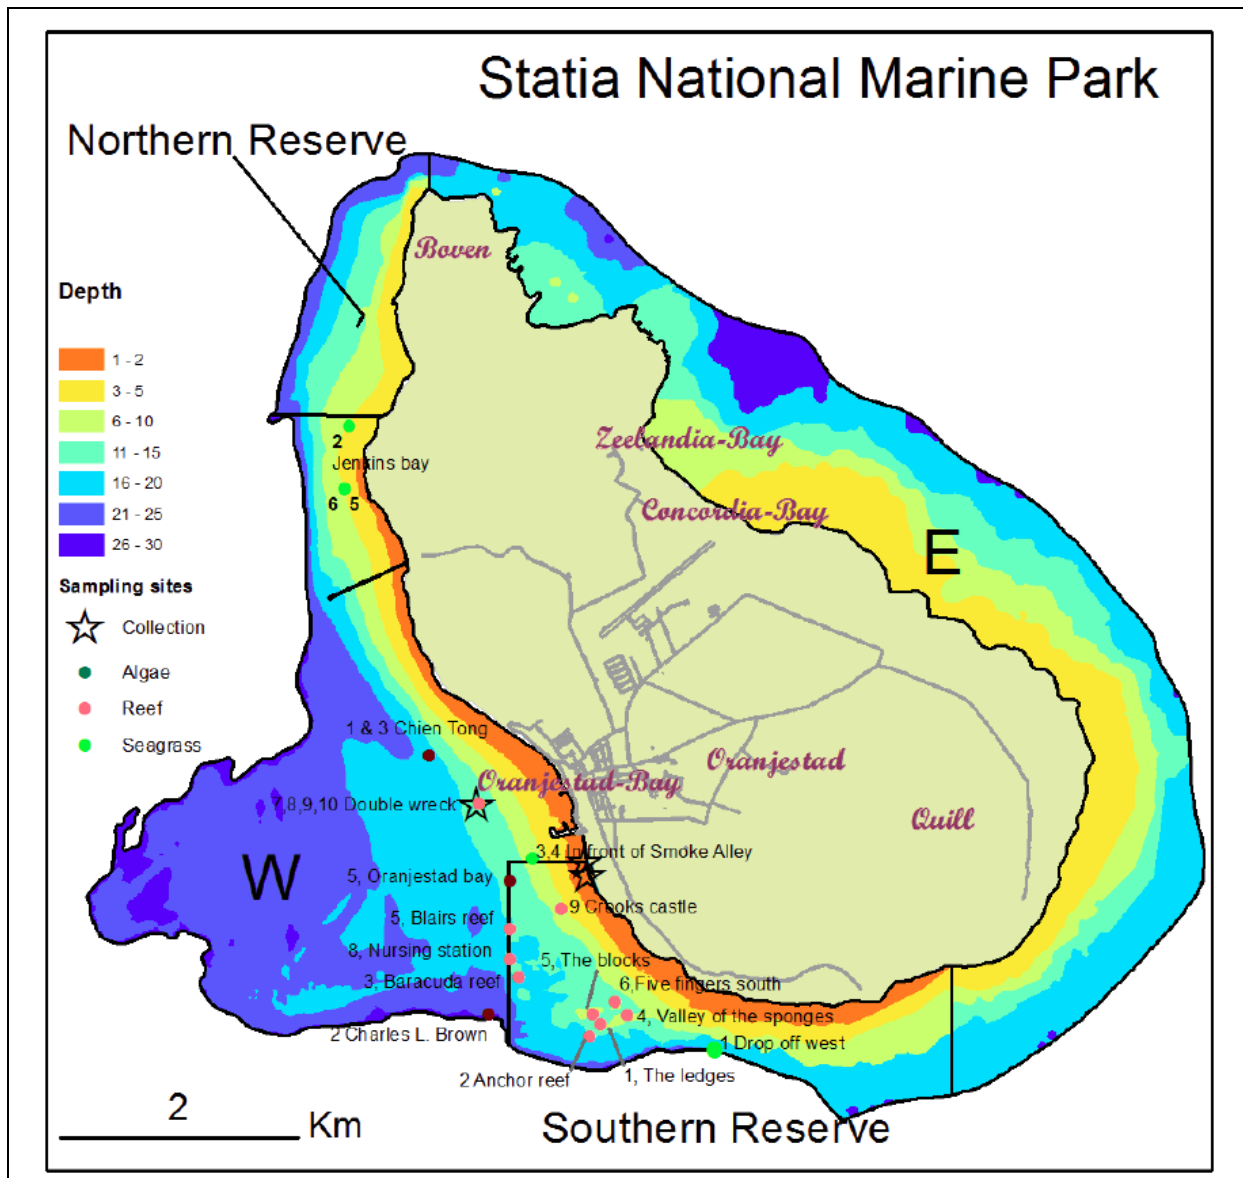 Statia National Marine Park
Northern Reserve
Boven
Depth
1 - 2
3 - 5
6 - 10
11 - 15
16 - 20
21 - 25
26 - 30
Sampling sites
Collection
Algae
Reef
Seagrass
2
Jenkins bay
6 5
Zeelandia-Bay
Concordia-Bay
E
1 & 3 Chien Tong
Oranjestad-Bay
Oranjestad
Quill
7,8,9,10 Double wreck
W
3,4 In front of Smoke Alley
5, Oranjestad bay
9 Crooks castle
5, Blairs reef
8, Nursing station
5, The blocks
3, Baracuda reef
6,Five fingers south
4, Valley of the sponges
2 Charles L. Brown
1 Drop off west
2 Anchor reef
1, The ledges
2
Km
Southern Reserve